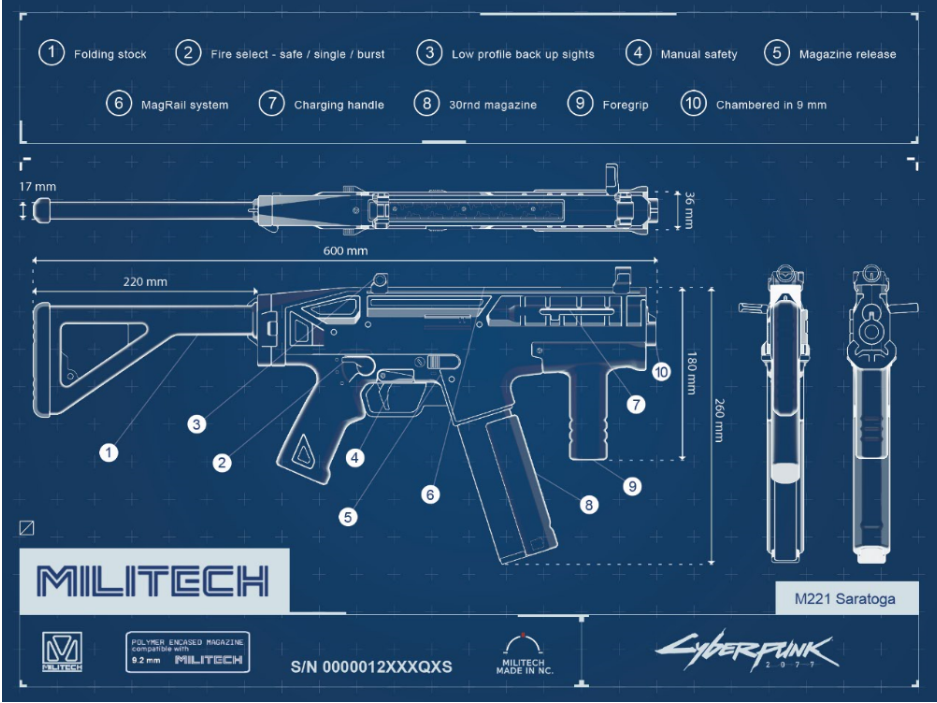 1 Folding stock 2 Fire select - safe / single / burst 3 Low profile back up sights 4 Manual safety 5 Magazine release
6 MagRail system 7 Charging handle 8 30rnd magazine 9 Foregrip 10 Chambered in 9 mm
17 mm
36 mm
600 mm
220 mm
180 mm
260 mm
10
7
3
1
2
4
9
6
8
5
MILITECH
M221 Saratoga
MILITECH
POLYMER ENCASED MAGAZINE
compatible with
9.2 mm MILITECH
S/N 0000012XXXQXS
MILITECH
MADE IN NC.
CYBERPUNK
2077